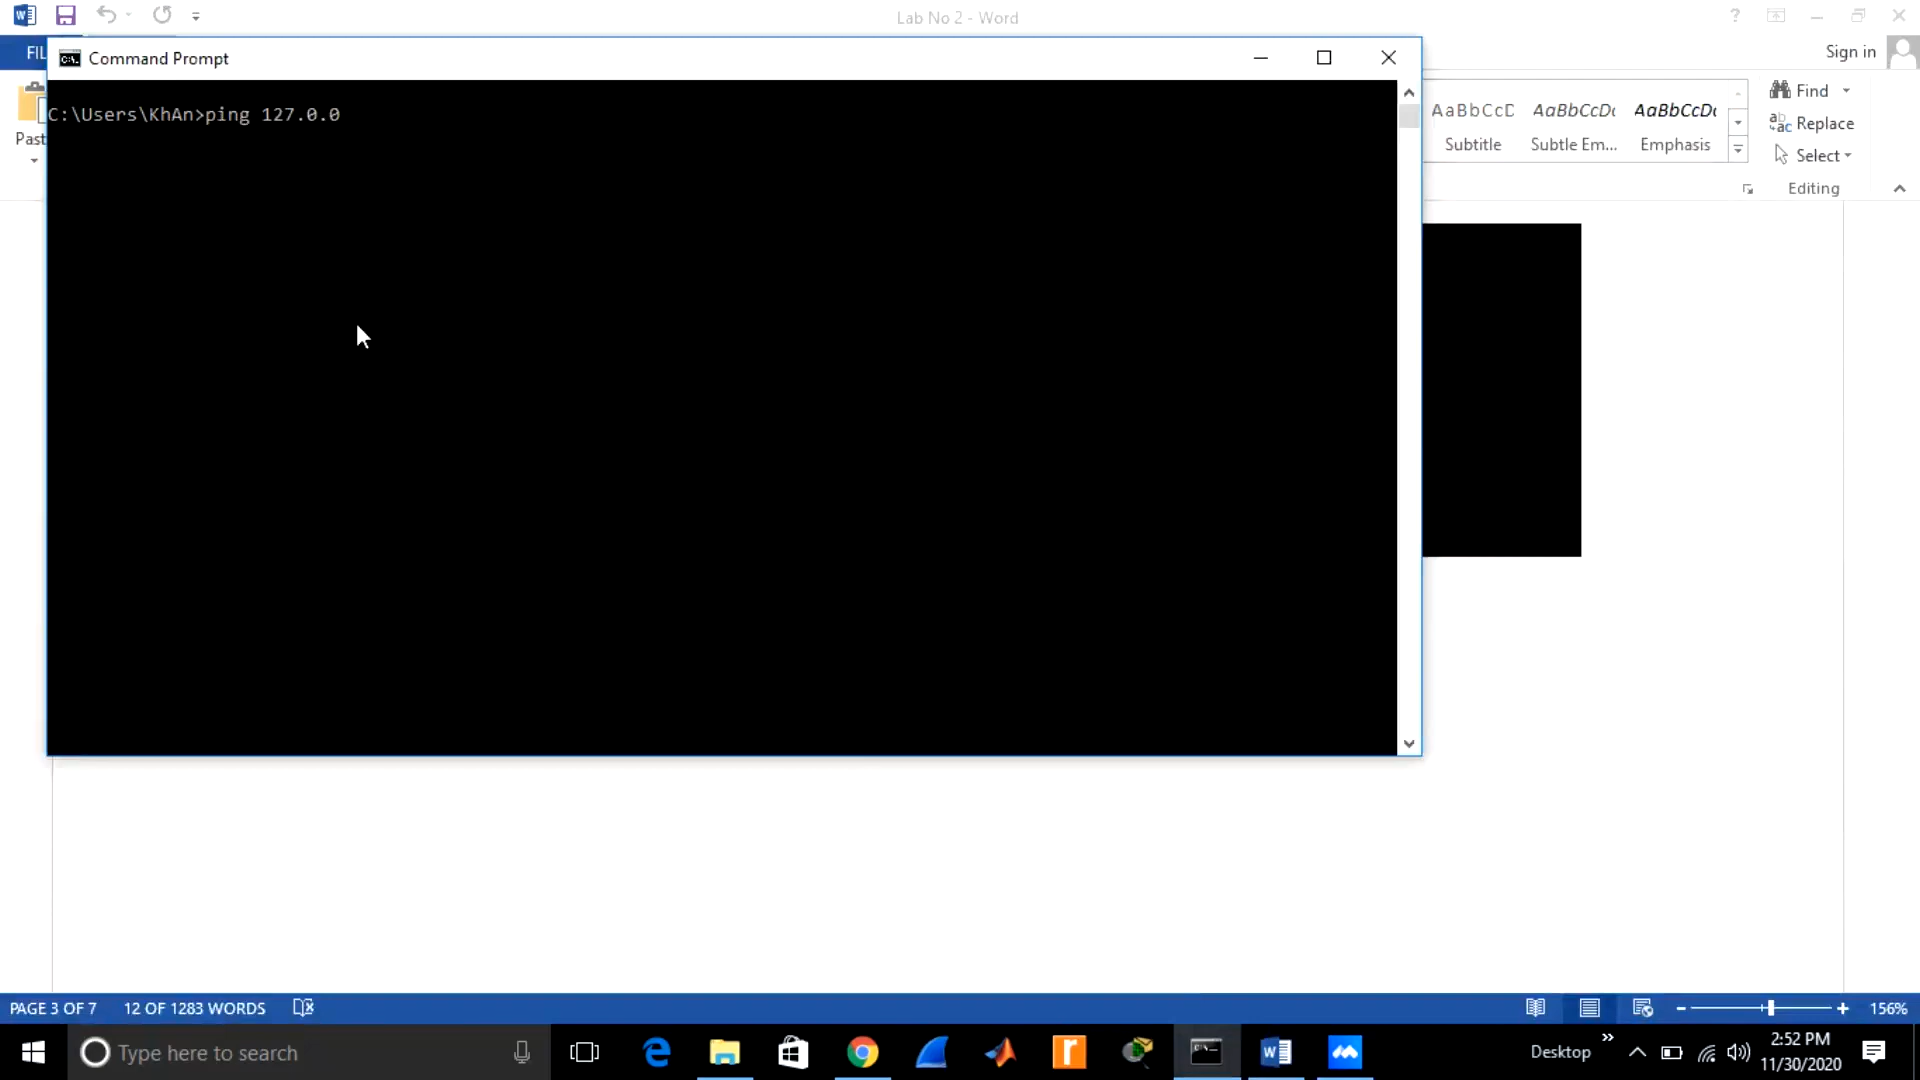 Lab No 2 - Word
FIL
Sign in
Command Prompt
C:\Users\KhAn>ping 127.0.0
Past
AaBbCcD AaBbCcDc AaBbCcDc
Subtitle Subtle Em... Emphasis
Find
Replace
Select
Editing
PAGE 3 OF 7 12 OF 1283 WORDS
156%
Type here to search
Desktop
2:52 PM
11/30/2020